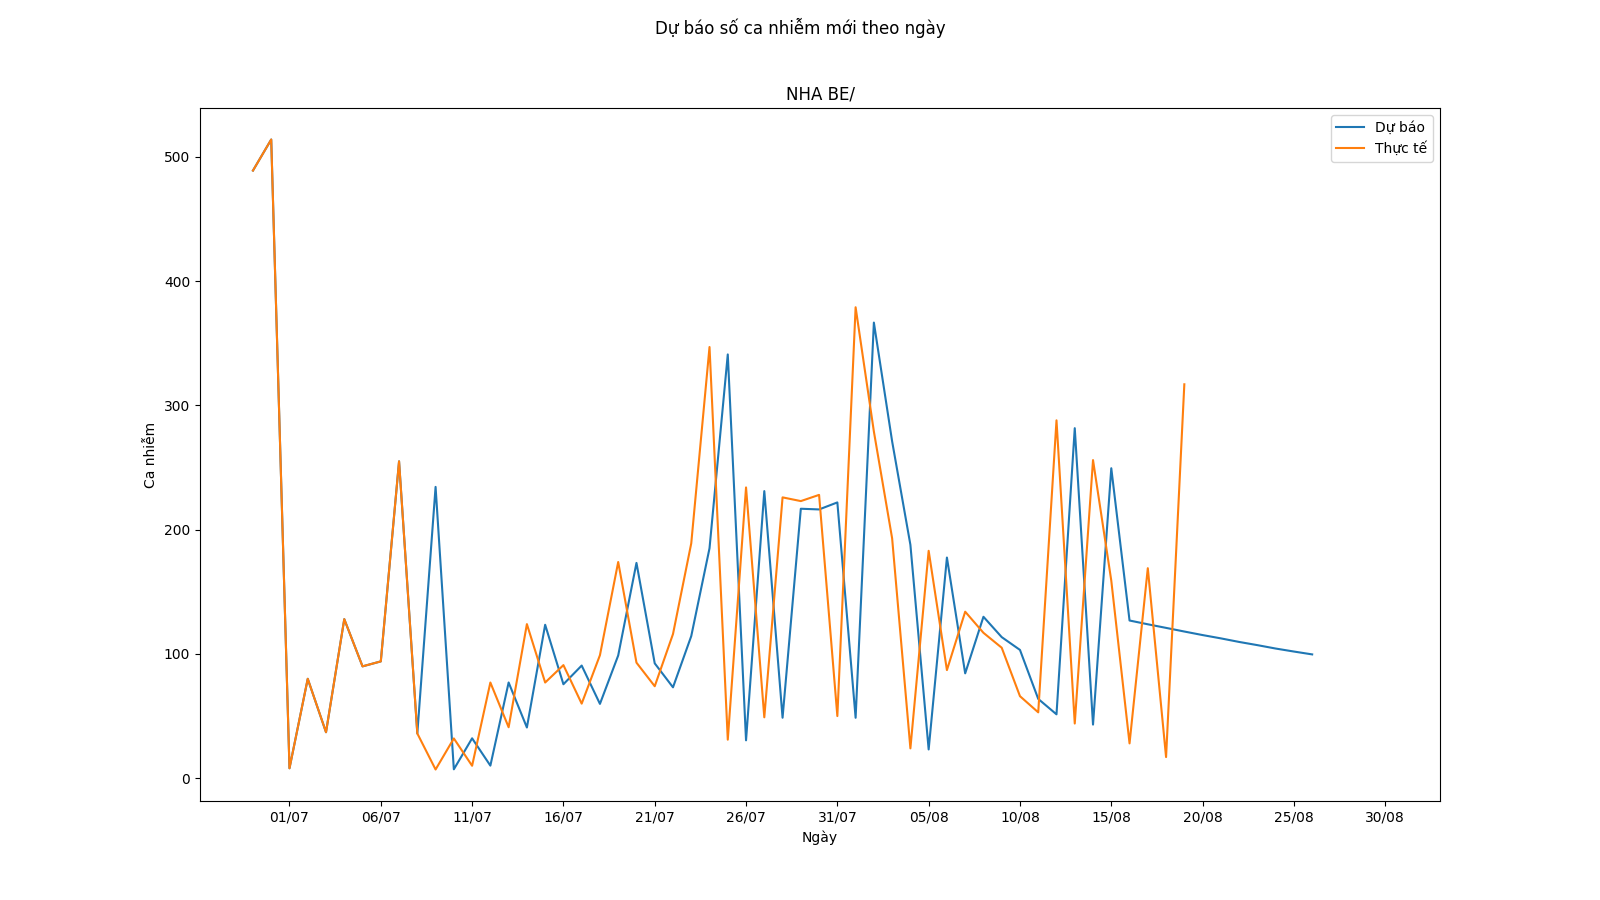 Dự báo số ca nhiễm mới theo ngày
NHA BE/
Dự báo
Thực tế
500
400
300
200
100
0
Ca nhiễm
01/07 06/07 11/07 16/07 21/07 26/07 31/07 05/08 10/08 15/08 20/08 25/08 30/08
Ngày